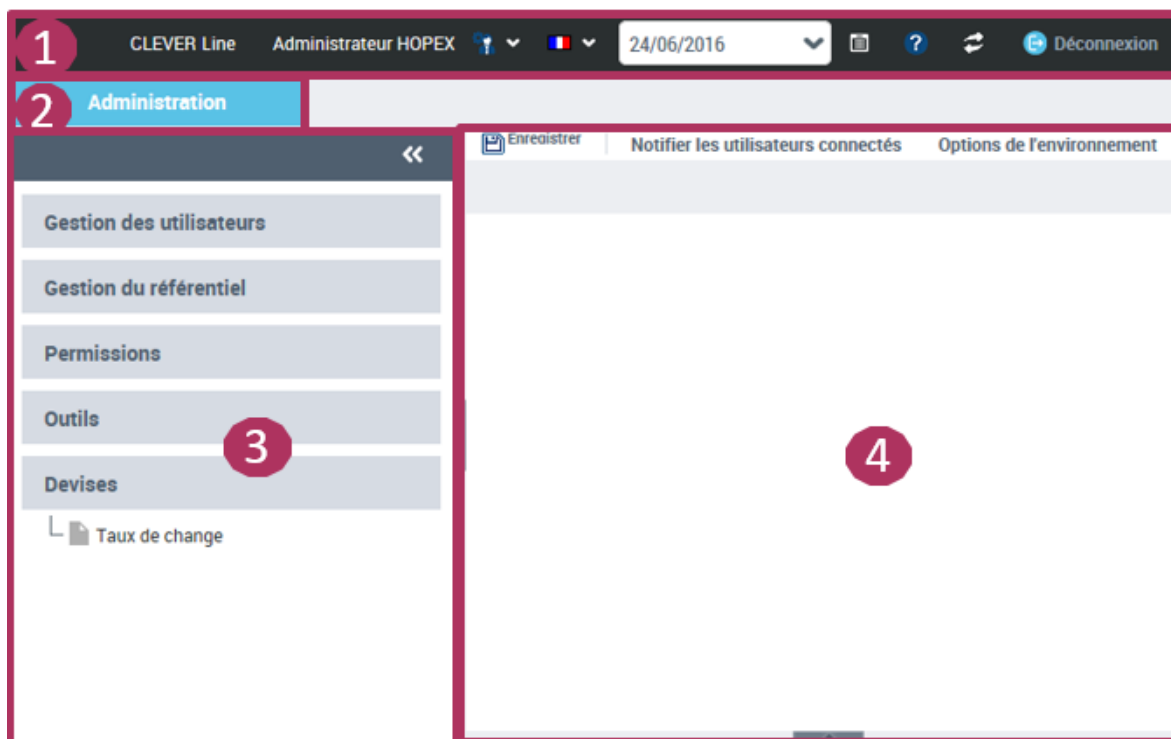 1 CLEVER Line Administrateur HOPEX 24/06/2016 ? Déconnexion
2 Administration
Enregistrer Notifier les utilisateurs connectés Options de l'environnement
Gestion des utilisateurs
Gestion du référentiel
Permissions
Outils
3
4
Devises
Taux de change